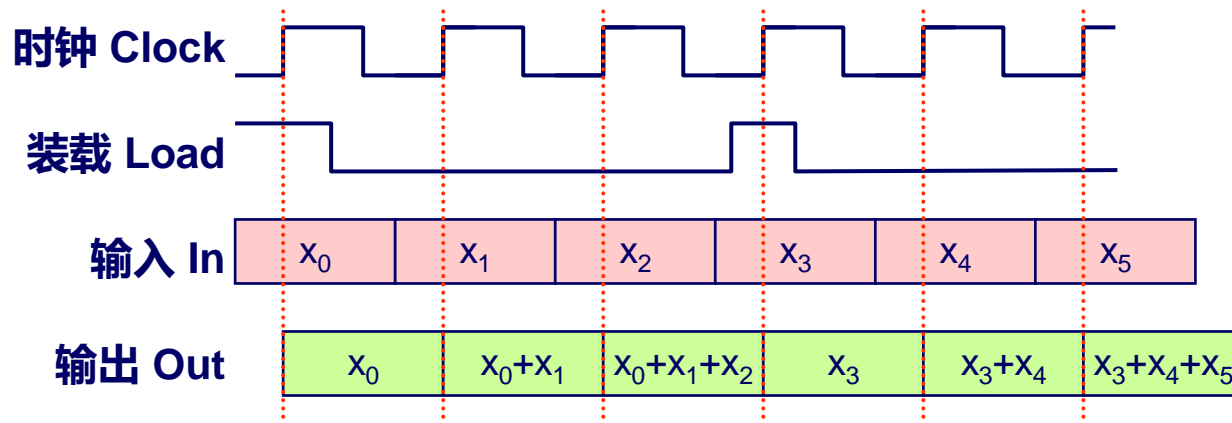 时钟 Clock
装载 Load
输入 In x₀ x₁ x₂ x₃ x₄ x₅
输出 Out x₀ x₀+x₁ x₀+x₁+x₂ x₃ x₃+x₄ x₃+x₄+x₅